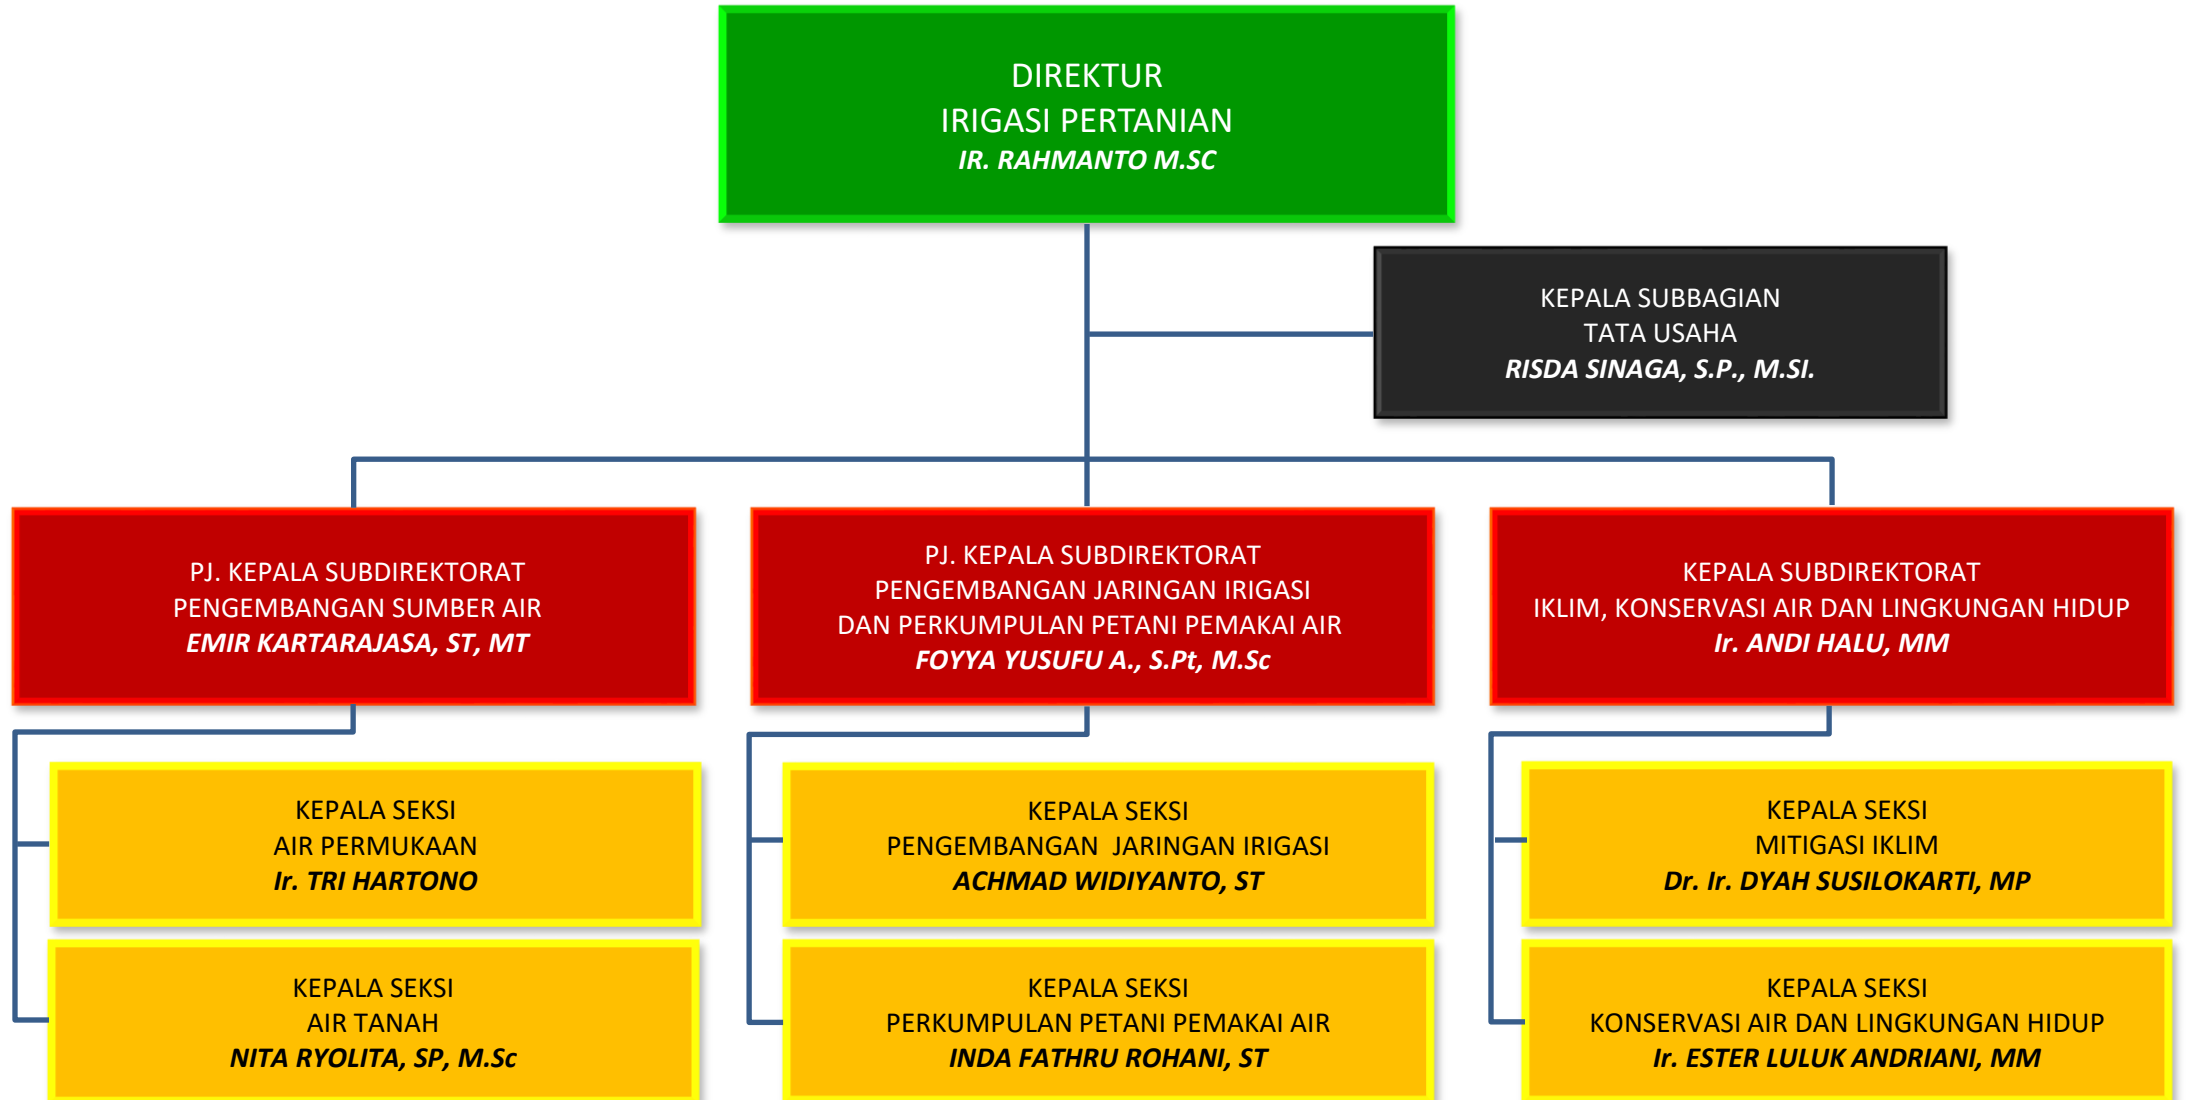 DIREKTUR
IRIGASI PERTANIAN
IR. RAHMANTO M.SC
KEPALA SUBBAGIAN
TATA USAHA
RISDA SINAGA, S.P., M.SI.
PJ. KEPALA SUBDIREKTORAT
PENGEMBANGAN SUMBER AIR
EMIR KARTARAJASA, ST, MT
PJ. KEPALA SUBDIREKTORAT
PENGEMBANGAN JARINGAN IRIGASI
DAN PERKUMPULAN PETANI PEMAKAI AIR
FOYYA YUSUFU A., S.Pt, M.Sc
KEPALA SUBDIREKTORAT
IKLIM, KONSERVASI AIR DAN LINGKUNGAN HIDUP
Ir. ANDI HALU, MM
KEPALA SEKSI
AIR PERMUKAAN
Ir. TRI HARTONO
KEPALA SEKSI
PENGEMBANGAN JARINGAN IRIGASI
ACHMAD WIDIYANTO, ST
KEPALA SEKSI
MITIGASI IKLIM
Dr. Ir. DYAH SUSILOKARTI, MP
KEPALA SEKSI
AIR TANAH
NITA RYOLITA, SP, M.Sc
KEPALA SEKSI
PERKUMPULAN PETANI PEMAKAI AIR
INDA FATHRU ROHANI, ST
KEPALA SEKSI
KONSERVASI AIR DAN LINGKUNGAN HIDUP
Ir. ESTER LULUK ANDRIANI, MM